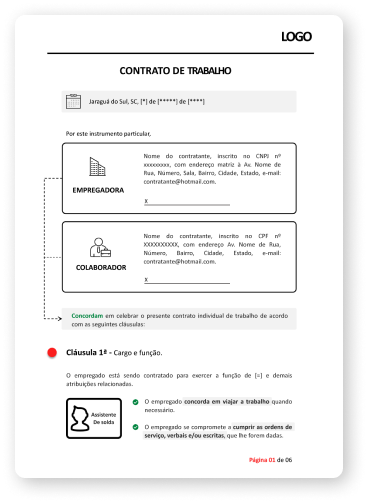 LOGO
CONTRATO DE TRABALHO
Jaraguá do Sul, SC, [*] de [*****] de [****]
Por este instrumento particular,
Nome do contratante, inscrito no CNPJ nº
xxxxxxxxx, com endereço matriz à Av. Nome de
Rua, Número, Sala, Bairro, Cidade, Estado, e-mail:
contratante@hotmail.com.
EMPREGADORA
X
Nome do contratante, inscrito no CPF nº
XXXXXXXXXX, com endereço Av. Nome de Rua,
Número, Bairro, Cidade, Estado, e-mail:
contratante@hotmail.com.
COLABORADOR
X
Concordam em celebrar o presente contrato individual de trabalho de acordo
com as seguintes cláusulas:
Cláusula 1ª - Cargo e função.
O empregado está sendo contratado para exercer a função de [=] e demais
atribuições relacionadas.
Assistente
De solda
O empregado concorda em viajar a trabalho quando
necessário.
O empregado se compromete a cumprir as ordens de
serviço, verbais e/ou escritas, que lhe forem dadas.
Página 01 de 06